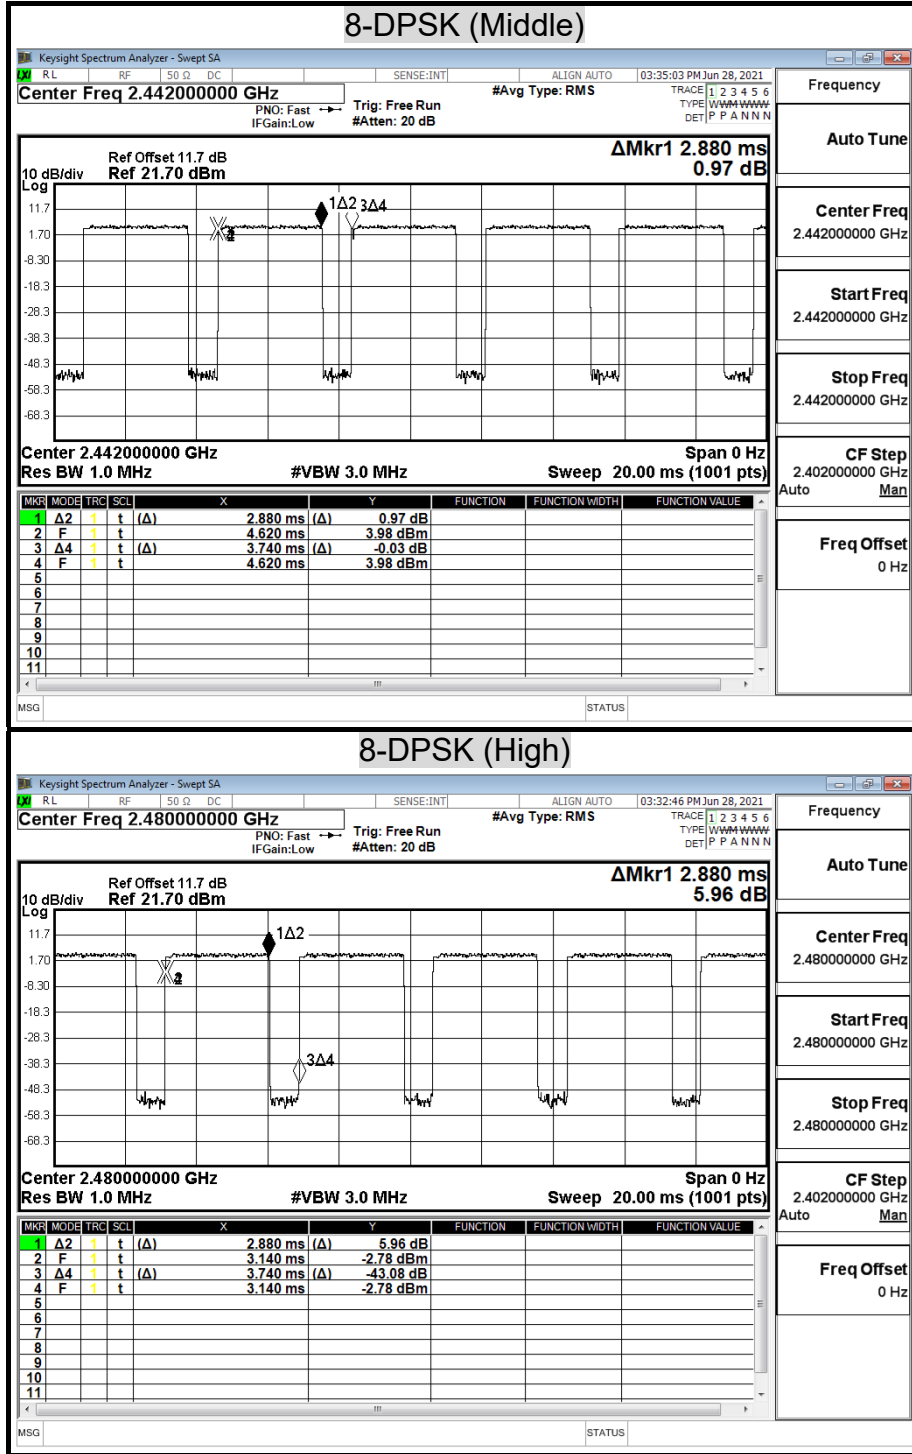 8-DPSK (Middle)
Keysight Spectrum Analyzer - Swept SA
LXI RL RF 50 Ω DC SENSE:INT ALIGN AUTO 03:35:03 PM Jun 28, 2021
Center Freq 2.442000000 GHz
PNO: Fast
IFGain:Low
Trig: Free Run
#Atten: 20 dB
#Avg Type: RMS
TRACE 1 2 3 4 5 6
TYPE WWMWWW
DET P P A N N N
Frequency
ΔMkr1 2.880 ms
0.97 dB
Ref Offset 11.7 dB
10 dB/div Ref 21.70 dBm
Log
11.7
1.70
-8.30
-18.3
-28.3
-38.3
-48.3
-58.3
-68.3
1Δ2 3Δ4
Center 2.442000000 GHz Span 0 Hz
Res BW 1.0 MHz #VBW 3.0 MHz Sweep 20.00 ms (1001 pts)
MKR MODE TRC SCL X Y FUNCTION FUNCTION WIDTH FUNCTION VALUE
1 Δ2 1 t (Δ) 2.880 ms (Δ) 0.97 dB
2 F 1 t 4.620 ms 3.98 dBm
3 Δ4 1 t (Δ) 3.740 ms (Δ) -0.03 dB
4 F 1 t 4.620 ms 3.98 dBm
5
6
7
8
9
10
11
MSG STATUS
Auto Tune
Center Freq
2.442000000 GHz
Start Freq
2.442000000 GHz
Stop Freq
2.442000000 GHz
CF Step
2.402000000 GHz
Auto Man
Freq Offset
0 Hz
8-DPSK (High)
Keysight Spectrum Analyzer - Swept SA
LXI RL RF 50 Ω DC SENSE:INT ALIGN AUTO 03:32:46 PM Jun 28, 2021
Center Freq 2.480000000 GHz
PNO: Fast
IFGain:Low
Trig: Free Run
#Atten: 20 dB
#Avg Type: RMS
TRACE 1 2 3 4 5 6
TYPE WWMWWW
DET P P A N N N
Frequency
ΔMkr1 2.880 ms
5.96 dB
Ref Offset 11.7 dB
10 dB/div Ref 21.70 dBm
Log
11.7
1.70
-8.30
-18.3
-28.3
-38.3
-48.3
-58.3
-68.3
1Δ2
2
3Δ4
Center 2.480000000 GHz Span 0 Hz
Res BW 1.0 MHz #VBW 3.0 MHz Sweep 20.00 ms (1001 pts)
MKR MODE TRC SCL X Y FUNCTION FUNCTION WIDTH FUNCTION VALUE
1 Δ2 1 t (Δ) 2.880 ms (Δ) 5.96 dB
2 F 1 t 3.140 ms -2.78 dBm
3 Δ4 1 t (Δ) 3.740 ms (Δ) -43.08 dB
4 F 1 t 3.140 ms -2.78 dBm
5
6
7
8
9
10
11
MSG STATUS
Auto Tune
Center Freq
2.480000000 GHz
Start Freq
2.480000000 GHz
Stop Freq
2.480000000 GHz
CF Step
2.402000000 GHz
Auto Man
Freq Offset
0 Hz